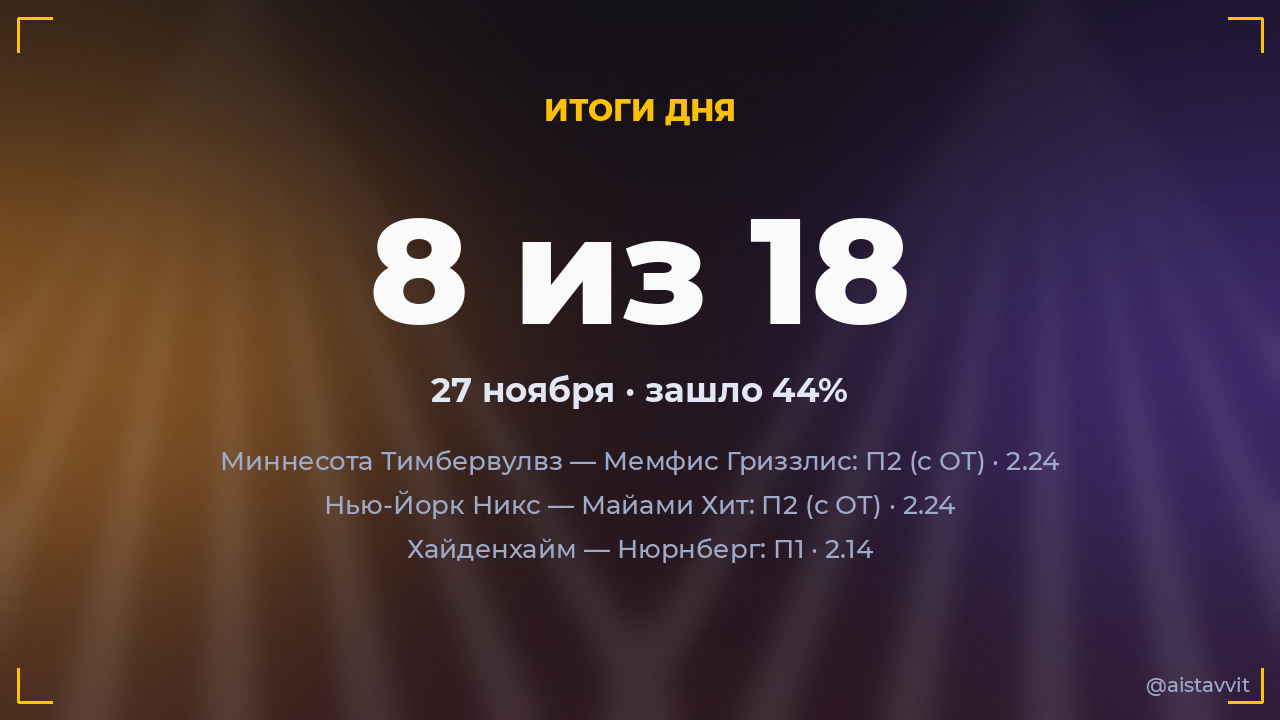 ИТОГИ ДНЯ
8 из 18
27 ноября · зашло 44%
Миннесота Тимбервулвз — Мемфис Гриззлис: П2 (с ОТ) · 2.24
Нью-Йорк Никс — Майами Хит: П2 (с ОТ) · 2.24
Хайденхайм — Нюрнберг: П1 · 2.14
@aistavvit